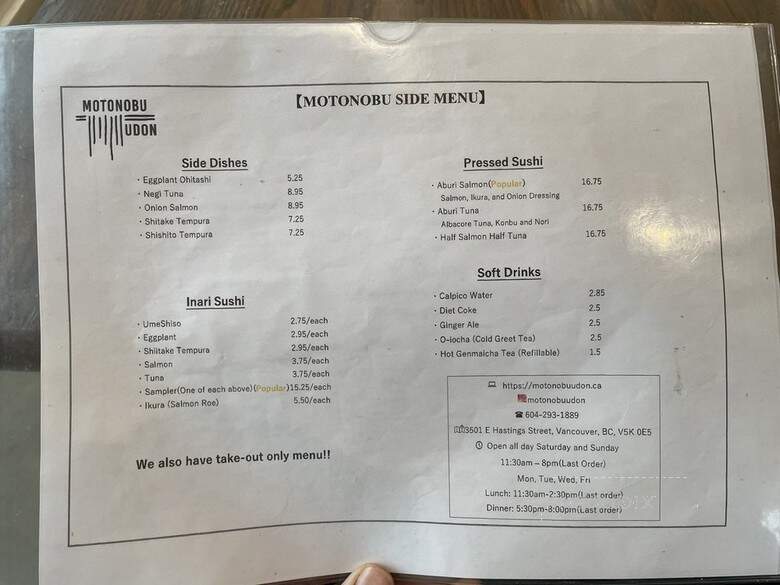 MOTONOBU
UDON
【MOTONOBU SIDE MENU】
Side Dishes
・Eggplant Ohitashi 5.25
・Negi Tuna 8.95
・Onion Salmon 8.95
・Shitake Tempura 7.25
・Shishito Tempura 7.25
Inari Sushi
・UmeShiso 2.75/each
・Eggplant 2.95/each
・Shiitake Tempura 2.95/each
・Salmon 3.75/each
・Tuna 3.75/each
・Sampler(One of each above)(Popular)15.25/each
・Ikura (Salmon Roe) 5.50/each
We also have take-out only menu!!
Pressed Sushi
・Aburi Salmon(Popular) 16.75
Salmon, Ikura, and Onion Dressing
・Aburi Tuna 16.75
Albacore Tuna, Konbu and Nori
・Half Salmon Half Tuna 16.75
Soft Drinks
・Calpico Water 2.85
・Diet Coke 2.5
・Ginger Ale 2.5
・O-iocha (Cold Greet Tea) 2.5
・Hot Genmaicha Tea (Refillable) 1.5
https://motonobuudon.ca
motonobuudon
☎604-293-1889
3501 E Hastings Street, Vancouver, BC, V5K 0E5
Open all day Saturday and Sunday
11:30am – 8pm(Last Order)
Mon, Tue, Wed, Fri
Lunch: 11:30am-2:30pm(Last order)
Dinner: 5:30pm-8:00pm(Last order)